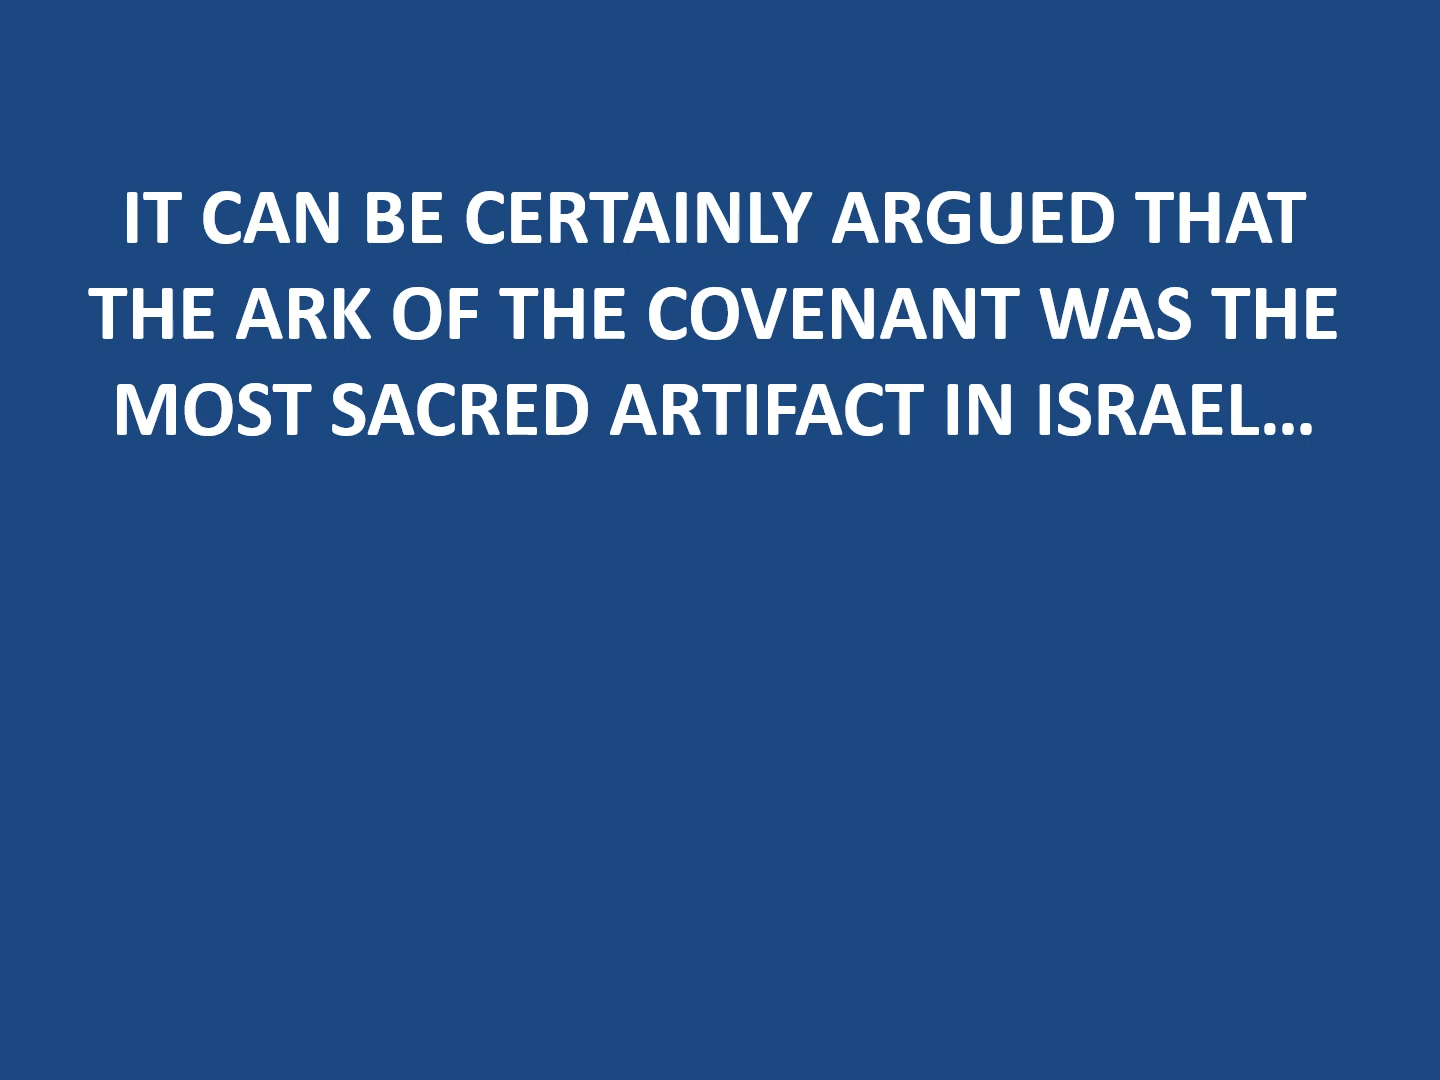 IT CAN BE CERTAINLY ARGUED THAT
THE ARK OF THE COVENANT WAS THE
MOST SACRED ARTIFACT IN ISRAEL…